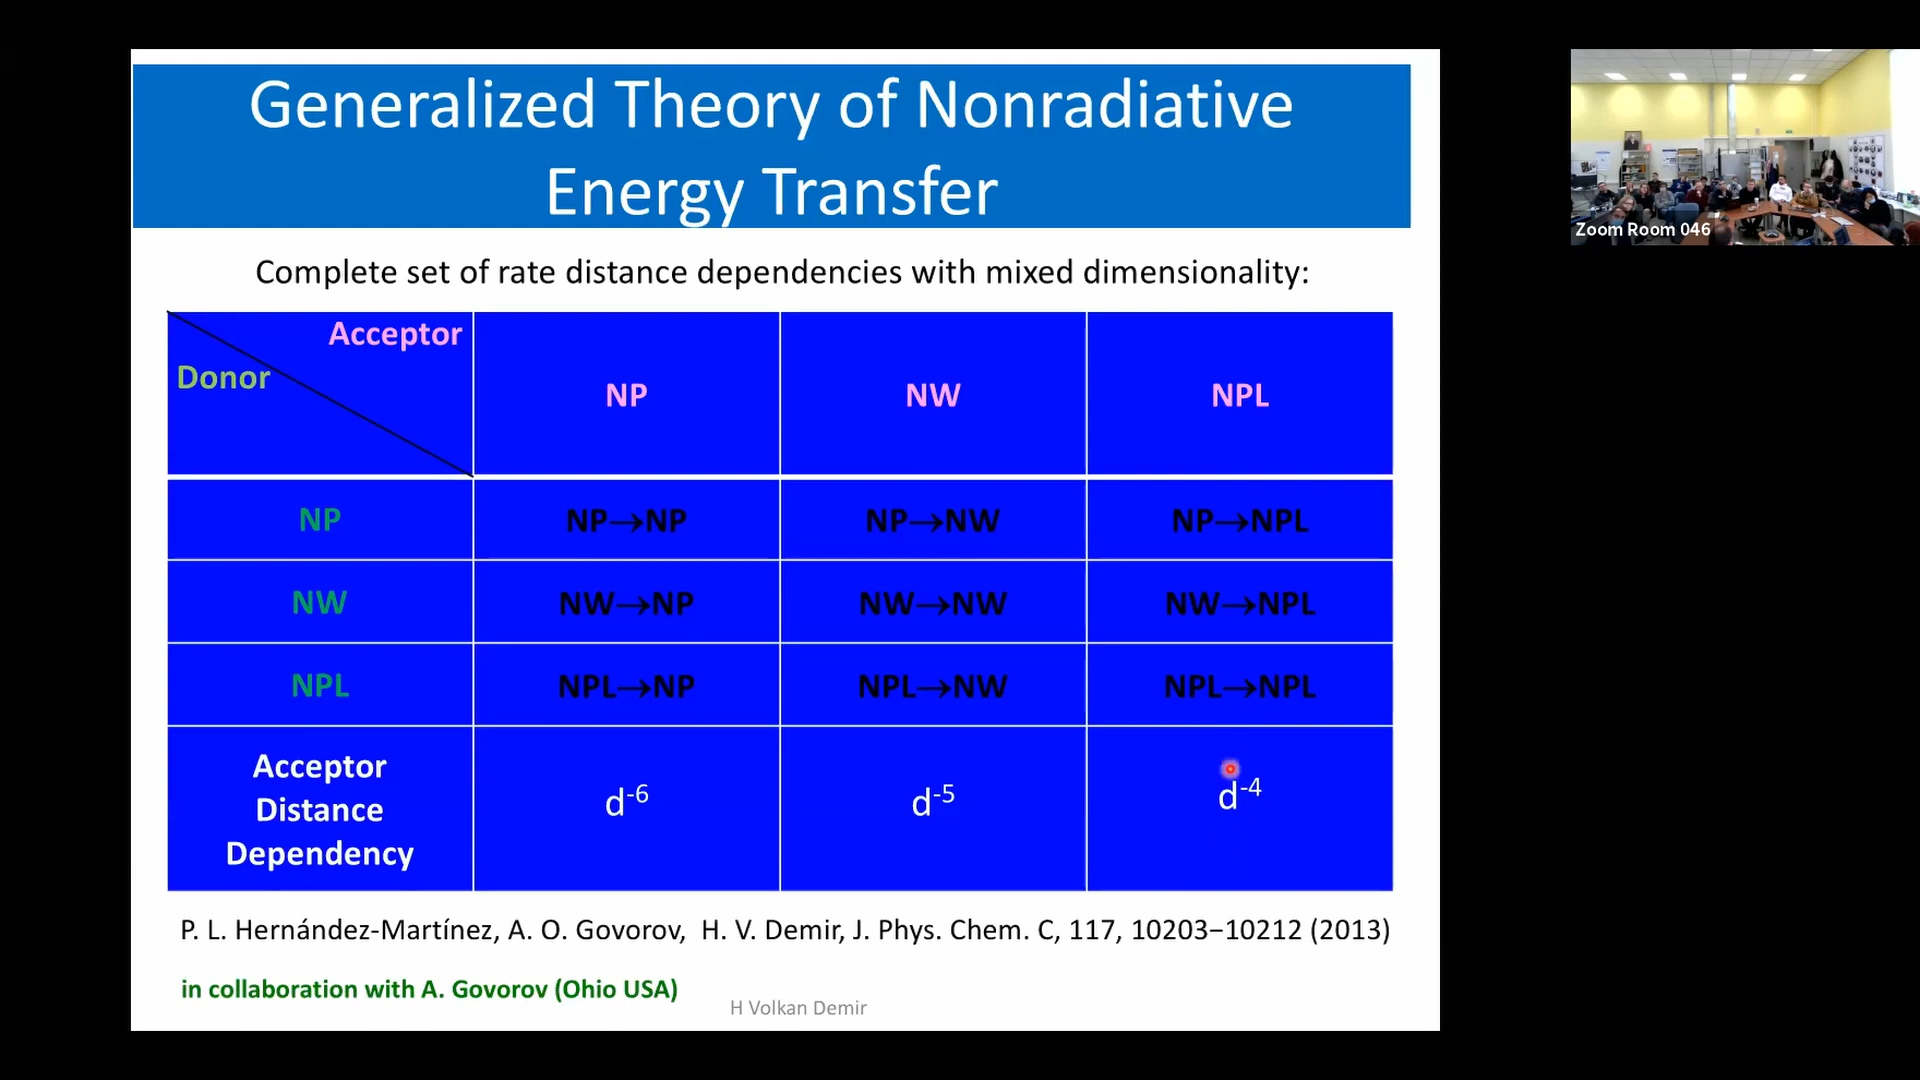 Generalized Theory of Nonradiative
Energy Transfer
Complete set of rate distance dependencies with mixed dimensionality:
Acceptor
Donor
NP
NW
NPL
NP
NP→NP
NP→NW
NP→NPL
NW
NW→NP
NW→NW
NW→NPL
NPL
NPL→NP
NPL→NW
NPL→NPL
Acceptor
Distance
Dependency
d⁻⁶
d⁻⁵
d⁻⁴
P. L. Hernández-Martínez, A. O. Govorov, H. V. Demir, J. Phys. Chem. C, 117, 10203–10212 (2013)
in collaboration with A. Govorov (Ohio USA)
H Volkan Demir
Zoom Room 046